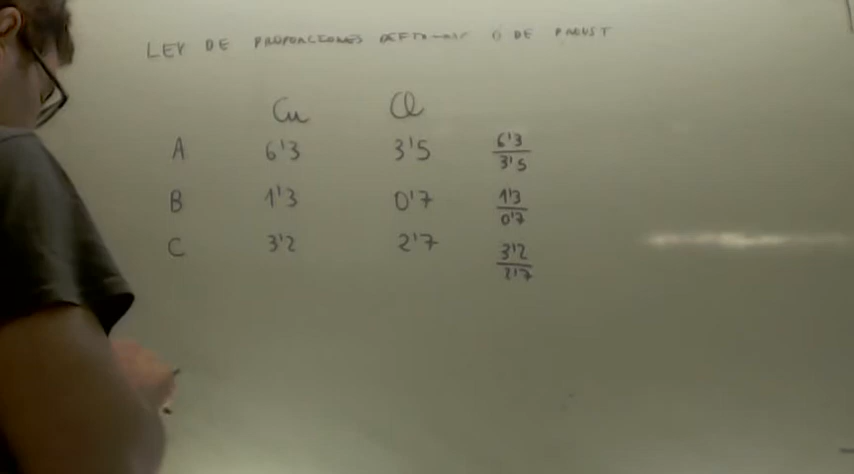 LEY DE PROPORCIONES O DE PROUST
Cu Cl
A 6'3 3'5 6'3/3'5
B 1'3 0'7 1'3/0'7
C 3'2 2'7 3'2/2'7